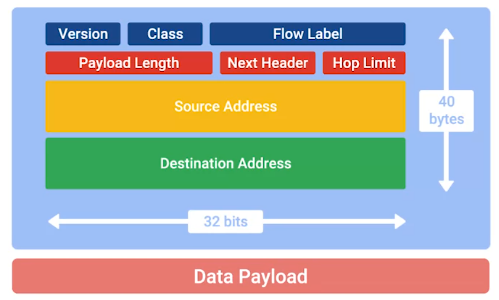 Version Class Flow Label
Payload Length Next Header Hop Limit
Source Address
40
bytes
Destination Address
32 bits
Data Payload